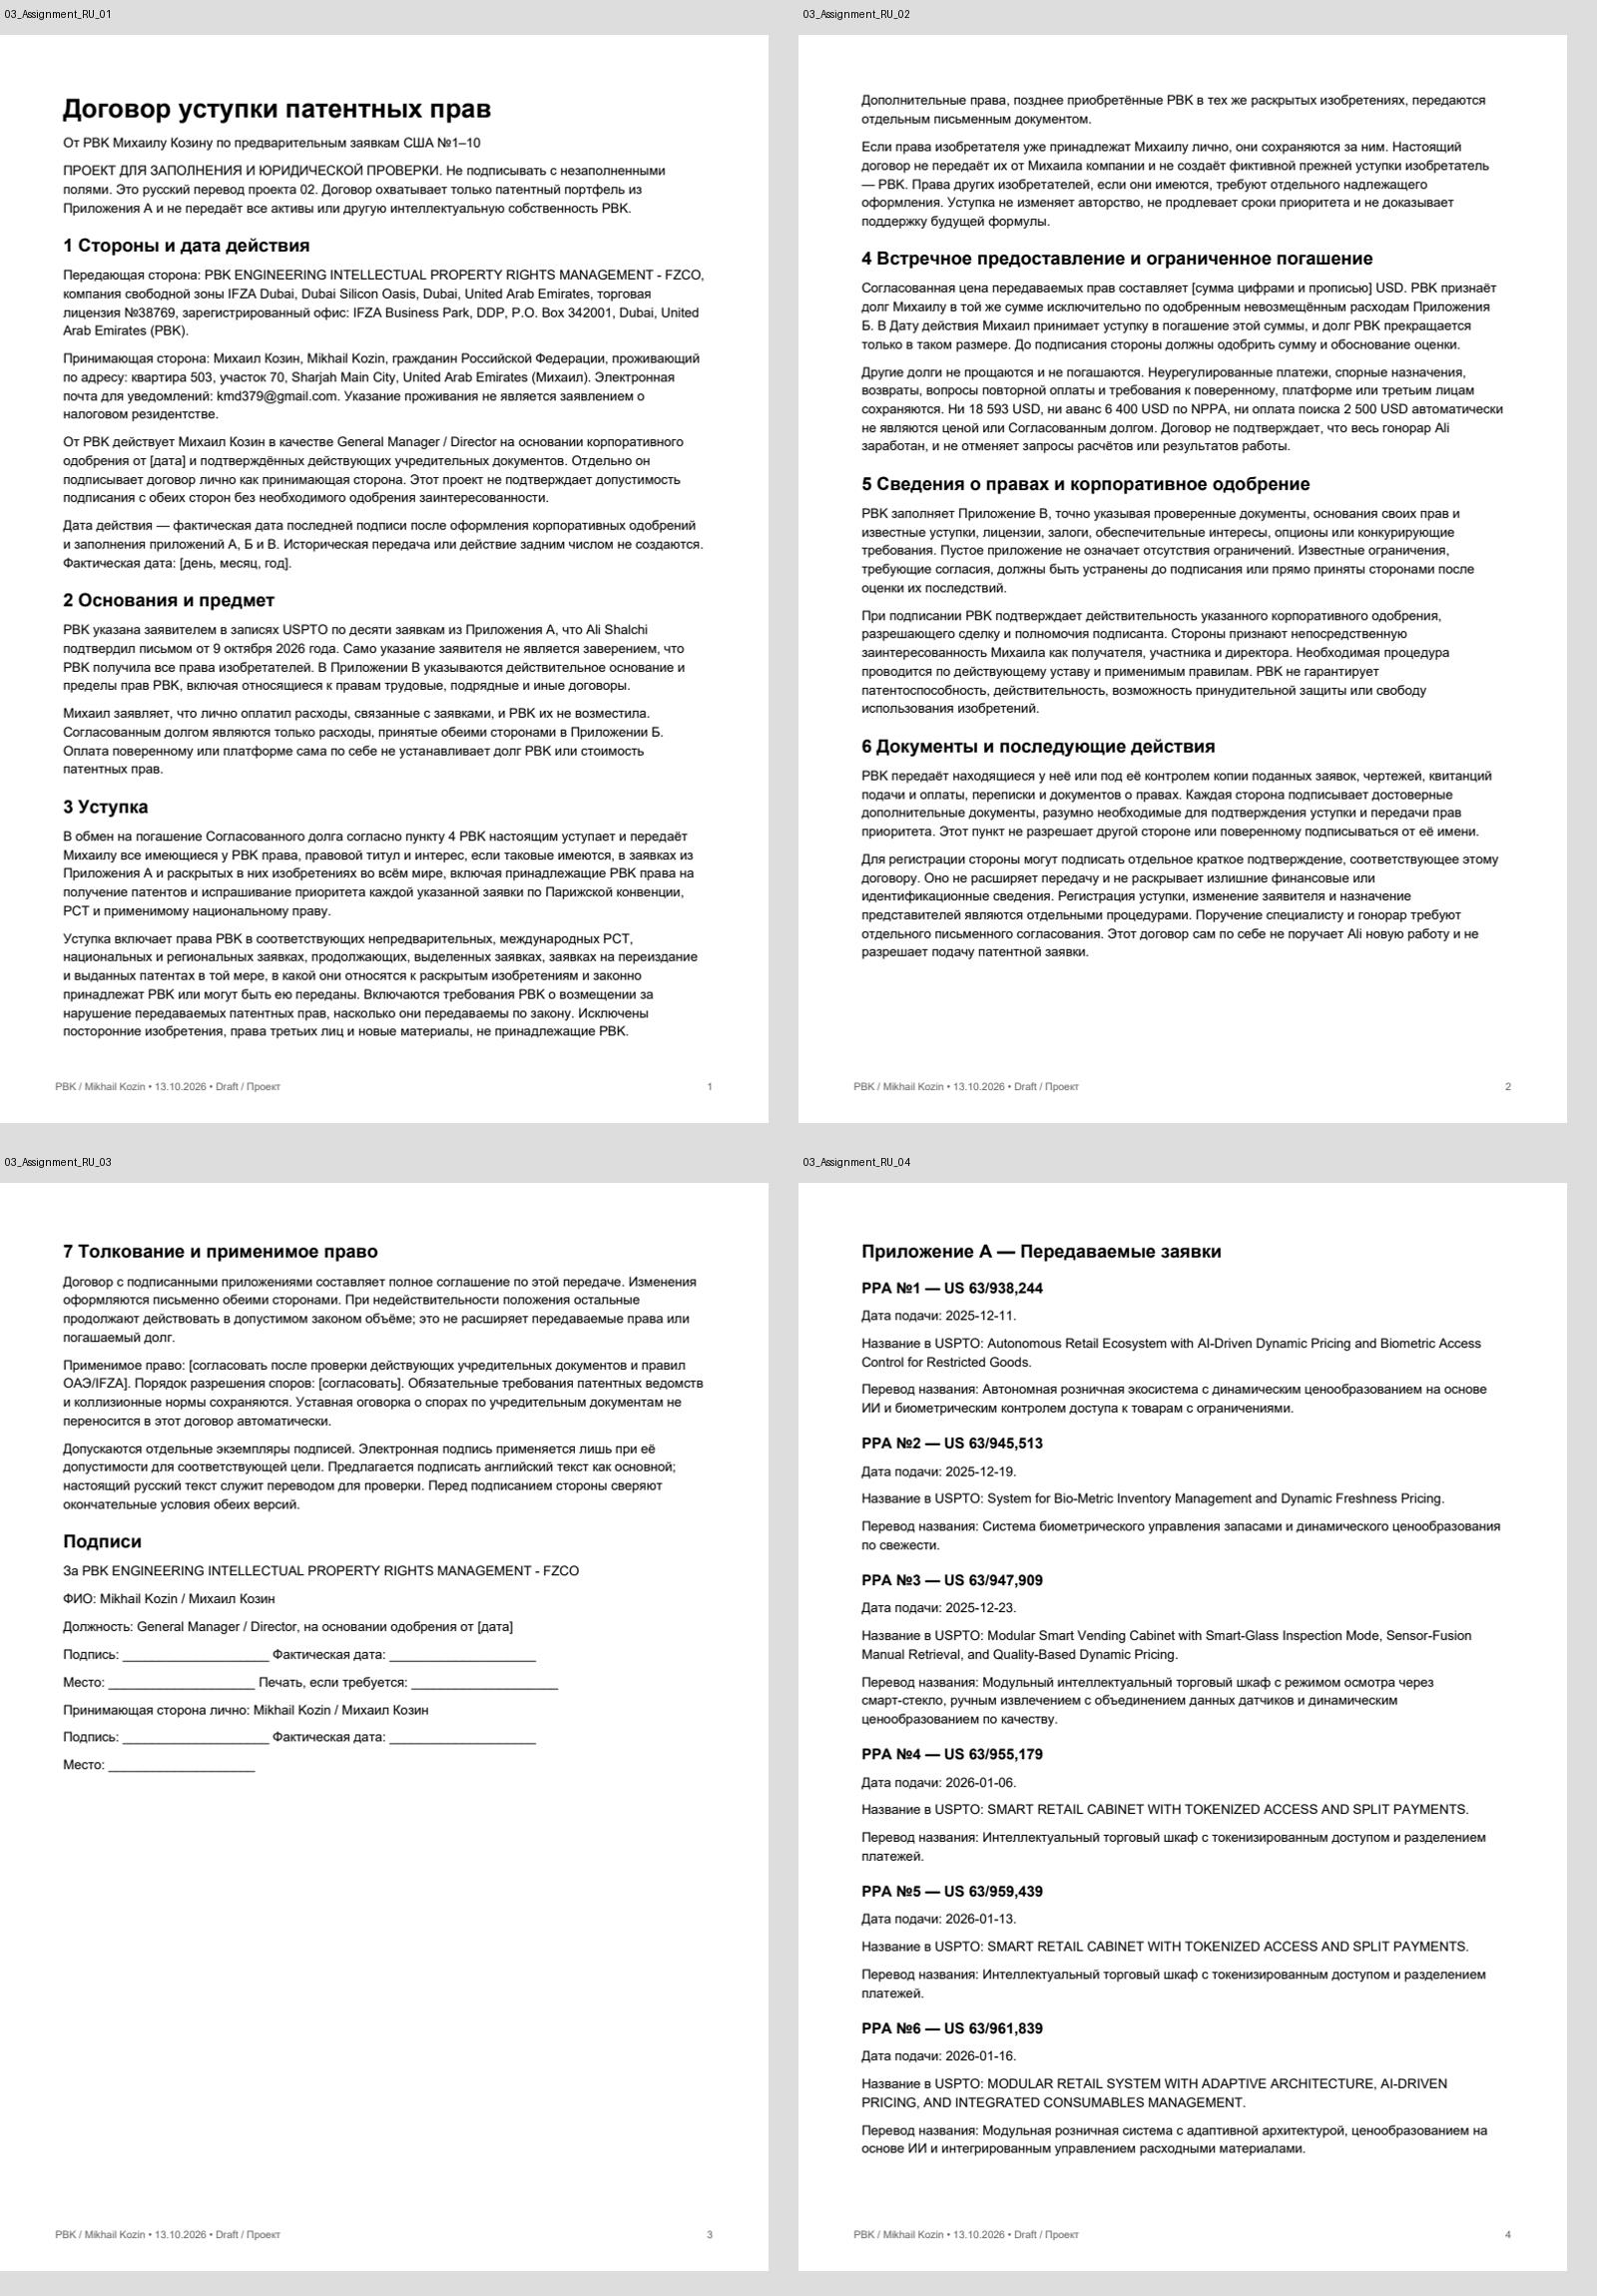 03_Assignment_RU_01
Договор уступки патентных прав
От PBK Михаилу Козину по предварительным заявкам США №1–10
ПРОЕКТ ДЛЯ ЗАПОЛНЕНИЯ И ЮРИДИЧЕСКОЙ ПРОВЕРКИ. Не подписывать с незаполненными
полями. Это русский перевод проекта 02. Договор охватывает только патентный портфель из
Приложения А и не передаёт все активы или другую интеллектуальную собственность PBK.
1 Стороны и дата действия
Передающая сторона: PBK ENGINEERING INTELLECTUAL PROPERTY RIGHTS MANAGEMENT - FZCO,
компания свободной зоны IFZA Dubai, Dubai Silicon Oasis, Dubai, United Arab Emirates, торговая
лицензия №38769, зарегистрированный офис: IFZA Business Park, DDP, P.O. Box 342001, Dubai, United
Arab Emirates (PBK).
Принимающая сторона: Михаил Козин, Mikhail Kozin, гражданин Российской Федерации, проживающий
по адресу: квартира 503, участок 70, Sharjah Main City, United Arab Emirates (Михаил). Электронная
почта для уведомлений: kmd379@gmail.com. Указание проживания не является заявлением о
налоговом резидентстве.
От PBK действует Михаил Козин в качестве General Manager / Director на основании корпоративного
одобрения от [дата] и подтверждённых действующих учредительных документов. Отдельно он
подписывает договор лично как принимающая сторона. Этот проект не подтверждает допустимость
подписания с обеих сторон без необходимого одобрения заинтересованности.
Дата действия — фактическая дата последней подписи после оформления корпоративных одобрений
и заполнения приложений А, Б и В. Историческая передача или действие задним числом не создаются.
Фактическая дата: [день, месяц, год].
2 Основания и предмет
PBK указана заявителем в записях USPTO по десяти заявкам из Приложения А, что Ali Shalchi
подтвердил письмом от 9 октября 2026 года. Само указание заявителя не является заверением, что
PBK получила все права изобретателей. В Приложении В указываются действительное основание и
пределы прав PBK, включая относящиеся к правам трудовые, подрядные и иные договоры.
Михаил заявляет, что лично оплатил расходы, связанные с заявками, и PBK их не возместила.
Согласованным долгом являются только расходы, принятые обеими сторонами в Приложении Б.
Оплата поверенному или платформе сама по себе не устанавливает долг PBK или стоимость
патентных прав.
3 Уступка
В обмен на погашение Согласованного долга согласно пункту 4 PBK настоящим уступает и передаёт
Михаилу все имеющиеся у PBK права, правовой титул и интерес, если таковые имеются, в заявках из
Приложения А и раскрытых в них изобретениях во всём мире, включая принадлежащие PBK права на
получение патентов и испрашивание приоритета каждой указанной заявки по Парижской конвенции,
PCT и применимому национальному праву.
Уступка включает права PBK в соответствующих непредварительных, международных PCT,
национальных и региональных заявках, продолжающих, выделенных заявках, заявках на переиздание
и выданных патентах в той мере, в какой они относятся к раскрытым изобретениям и законно
принадлежат PBK или могут быть ею переданы. Включаются требования PBK о возмещении за
нарушение передаваемых патентных прав, насколько они передаваемы по закону. Исключены
посторонние изобретения, права третьих лиц и новые материалы, не принадлежащие PBK.
PBK / Mikhail Kozin • 13.10.2026 • Draft / Проект
1
03_Assignment_RU_02
Дополнительные права, позднее приобретённые PBK в тех же раскрытых изобретениях, передаются
отдельным письменным документом.
Если права изобретателя уже принадлежат Михаилу лично, они сохраняются за ним. Настоящий
договор не передаёт их от Михаила компании и не создаёт фиктивной прежней уступки изобретатель
— PBK. Права других изобретателей, если они имеются, требуют отдельного надлежащего
оформления. Уступка не изменяет авторство, не продлевает сроки приоритета и не доказывает
поддержку будущей формулы.
4 Встречное предоставление и ограниченное погашение
Согласованная цена передаваемых прав составляет [сумма цифрами и прописью] USD. PBK признаёт
долг Михаилу в той же сумме исключительно по одобренным невозмещённым расходам Приложения
Б. В Дату действия Михаил принимает уступку в погашение этой суммы, и долг PBK прекращается
только в таком размере. До подписания стороны должны одобрить сумму и обоснование оценки.
Другие долги не прощаются и не погашаются. Неурегулированные платежи, спорные назначения,
возвраты, вопросы повторной оплаты и требования к поверенному, платформе или третьим лицам
сохраняются. Ни 18 593 USD, ни аванс 6 400 USD по NPPA, ни оплата поиска 2 500 USD автоматически
не являются ценой или Согласованным долгом. Договор не подтверждает, что весь гонорар Ali
заработан, и не отменяет запросы расчётов или результатов работы.
5 Сведения о правах и корпоративное одобрение
PBK заполняет Приложение В, точно указывая проверенные документы, основания своих прав и
известные уступки, лицензии, залоги, обеспечительные интересы, опционы или конкурирующие
требования. Пустое приложение не означает отсутствия ограничений. Известные ограничения,
требующие согласия, должны быть устранены до подписания или прямо приняты сторонами после
оценки их последствий.
При подписании PBK подтверждает действительность указанного корпоративного одобрения,
разрешающего сделку и полномочия подписанта. Стороны признают непосредственную
заинтересованность Михаила как получателя, участника и директора. Необходимая процедура
проводится по действующему уставу и применимым правилам. PBK не гарантирует
патентоспособность, действительность, возможность принудительной защиты или свободу
использования изобретений.
6 Документы и последующие действия
PBK передаёт находящиеся у неё или под её контролем копии поданных заявок, чертежей, квитанций
подачи и оплаты, переписки и документов о правах. Каждая сторона подписывает достоверные
дополнительные документы, разумно необходимые для подтверждения уступки и передачи прав
приоритета. Этот пункт не разрешает другой стороне или поверенному подписываться от её имени.
Для регистрации стороны могут подписать отдельное краткое подтверждение, соответствующее этому
договору. Оно не расширяет передачу и не раскрывает излишние финансовые или
идентификационные сведения. Регистрация уступки, изменение заявителя и назначение
представителей являются отдельными процедурами. Поручение специалисту и гонорар требуют
отдельного письменного согласования. Этот договор сам по себе не поручает Ali новую работу и не
разрешает подачу патентной заявки.
PBK / Mikhail Kozin • 13.10.2026 • Draft / Проект
2
03_Assignment_RU_03
7 Толкование и применимое право
Договор с подписанными приложениями составляет полное соглашение по этой передаче. Изменения
оформляются письменно обеими сторонами. При недействительности положения остальные
продолжают действовать в допустимом законом объёме; это не расширяет передаваемые права или
погашаемый долг.
Применимое право: [согласовать после проверки действующих учредительных документов и правил
ОАЭ/IFZA]. Порядок разрешения споров: [согласовать]. Обязательные требования патентных ведомств
и коллизионные нормы сохраняются. Уставная оговорка о спорах по учредительным документам не
переносится в этот договор автоматически.
Допускаются отдельные экземпляры подписей. Электронная подпись применяется лишь при её
допустимости для соответствующей цели. Предлагается подписать английский текст как основной;
настоящий русский текст служит переводом для проверки. Перед подписанием стороны сверяют
окончательные условия обеих версий.
Подписи
За PBK ENGINEERING INTELLECTUAL PROPERTY RIGHTS MANAGEMENT - FZCO
ФИО: Mikhail Kozin / Михаил Козин
Должность: General Manager / Director, на основании одобрения от [дата]
Подпись: ____________________ Фактическая дата: ____________________
Место: ____________________ Печать, если требуется: ____________________
Принимающая сторона лично: Mikhail Kozin / Михаил Козин
Подпись: ____________________ Фактическая дата: ____________________
Место: ____________________
PBK / Mikhail Kozin • 13.10.2026 • Draft / Проект
3
03_Assignment_RU_04
Приложение А — Передаваемые заявки
PPA №1 — US 63/938,244
Дата подачи: 2025-12-11.
Название в USPTO: Autonomous Retail Ecosystem with AI-Driven Dynamic Pricing and Biometric Access
Control for Restricted Goods.
Перевод названия: Автономная розничная экосистема с динамическим ценообразованием на основе
ИИ и биометрическим контролем доступа к товарам с ограничениями.
PPA №2 — US 63/945,513
Дата подачи: 2025-12-19.
Название в USPTO: System for Bio-Metric Inventory Management and Dynamic Freshness Pricing.
Перевод названия: Система биометрического управления запасами и динамического ценообразования
по свежести.
PPA №3 — US 63/947,909
Дата подачи: 2025-12-23.
Название в USPTO: Modular Smart Vending Cabinet with Smart-Glass Inspection Mode, Sensor-Fusion
Manual Retrieval, and Quality-Based Dynamic Pricing.
Перевод названия: Модульный интеллектуальный торговый шкаф с режимом осмотра через
смарт-стекло, ручным извлечением с объединением данных датчиков и динамическим
ценообразованием по качеству.
PPA №4 — US 63/955,179
Дата подачи: 2026-01-06.
Название в USPTO: SMART RETAIL CABINET WITH TOKENIZED ACCESS AND SPLIT PAYMENTS.
Перевод названия: Интеллектуальный торговый шкаф с токенизированным доступом и разделением
платежей.
PPA №5 — US 63/959,439
Дата подачи: 2026-01-13.
Название в USPTO: SMART RETAIL CABINET WITH TOKENIZED ACCESS AND SPLIT PAYMENTS.
Перевод названия: Интеллектуальный торговый шкаф с токенизированным доступом и разделением
платежей.
PPA №6 — US 63/961,839
Дата подачи: 2026-01-16.
Название в USPTO: MODULAR RETAIL SYSTEM WITH ADAPTIVE ARCHITECTURE, AI-DRIVEN
PRICING, AND INTEGRATED CONSUMABLES MANAGEMENT.
Перевод названия: Модульная розничная система с адаптивной архитектурой, ценообразованием на
основе ИИ и интегрированным управлением расходными материалами.
PBK / Mikhail Kozin • 13.10.2026 • Draft / Проект
4